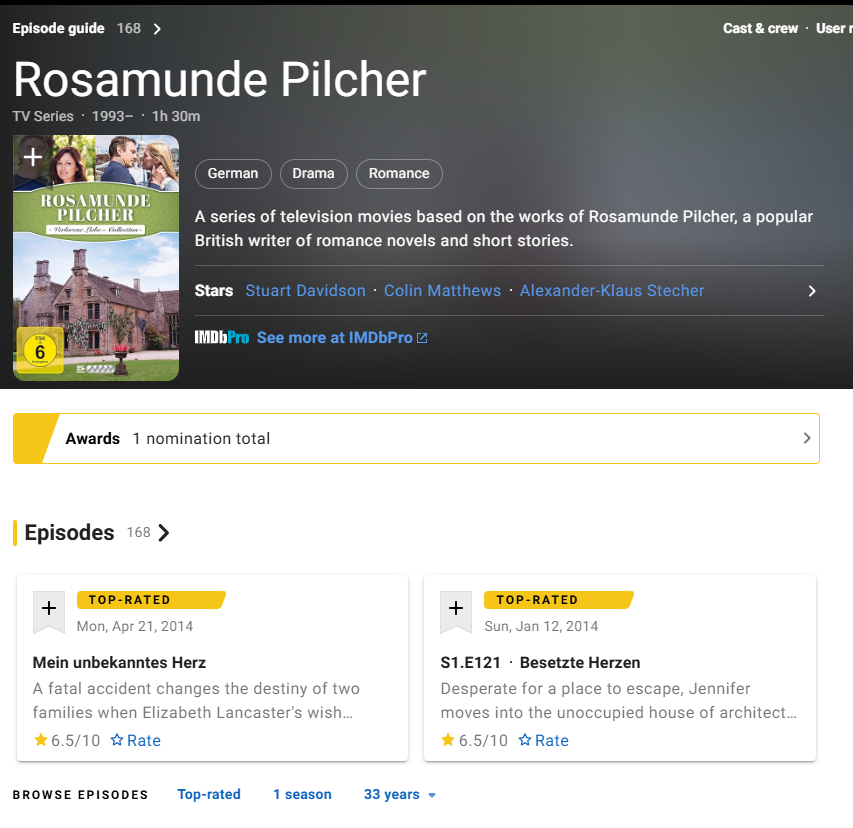 Episode guide 168
Cast & crew · User r
Rosamunde Pilcher
TV Series · 1993– · 1h 30m
ROSAMUNDE
PILCHER
Verlorene Liebe – Collection
FSK
6
German
Drama
Romance
A series of television movies based on the works of Rosamunde Pilcher, a popular
British writer of romance novels and short stories.
Stars Stuart Davidson · Colin Matthews · Alexander-Klaus Stecher
IMDbPro See more at IMDbPro
Awards 1 nomination total
Episodes 168
TOP-RATED
Mon, Apr 21, 2014
Mein unbekanntes Herz
A fatal accident changes the destiny of two
families when Elizabeth Lancaster's wish…
6.5/10 Rate
TOP-RATED
Sun, Jan 12, 2014
S1.E121 · Besetzte Herzen
Desperate for a place to escape, Jennifer
moves into the unoccupied house of architect…
6.5/10 Rate
BROWSE EPISODES Top-rated 1 season 33 years